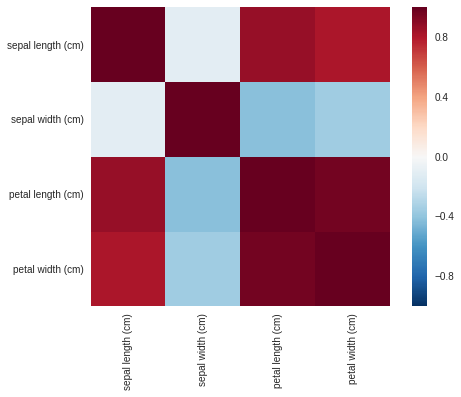 sepal length (cm)
sepal width (cm)
petal length (cm)
petal width (cm)
sepal length (cm)
sepal width (cm)
petal length (cm)
petal width (cm)
0.8
0.4
0.0
−0.4
−0.8